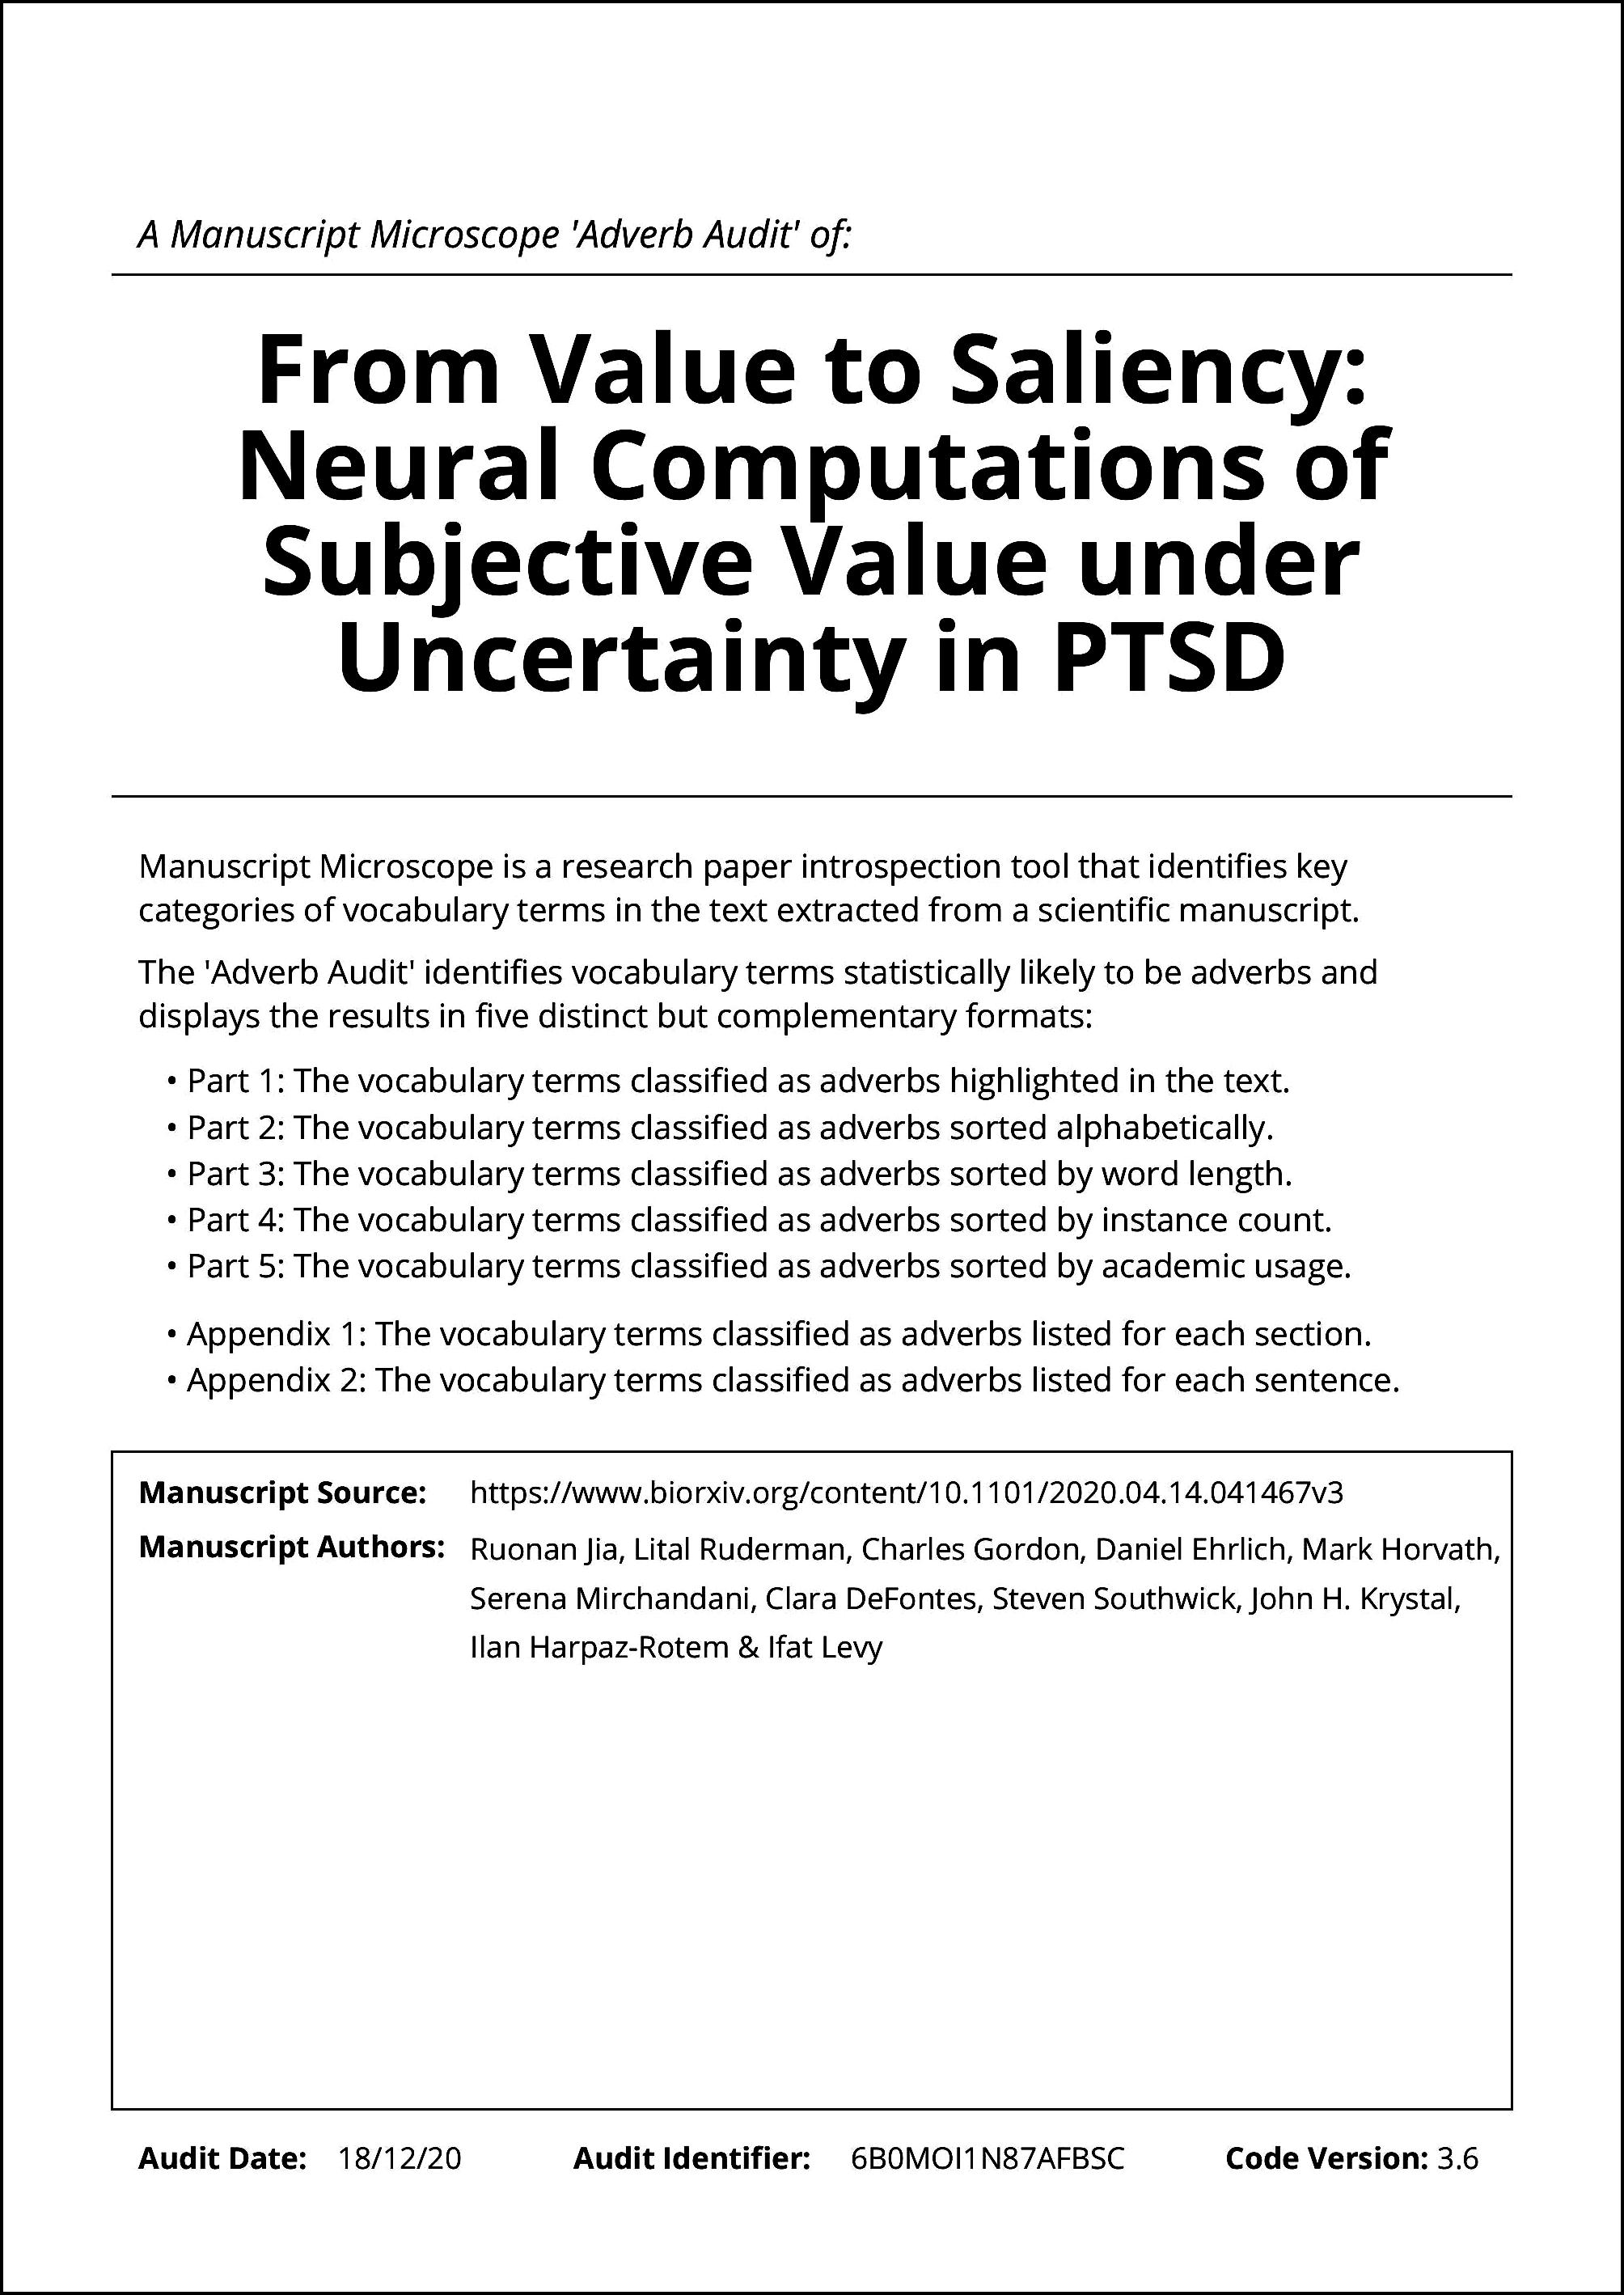 A Manuscript Microscope 'Adverb Audit' of:
From Value to Saliency:
Neural Computations of
Subjective Value under
Uncertainty in PTSD
Manuscript Microscope is a research paper introspection tool that identifies key
categories of vocabulary terms in the text extracted from a scientific manuscript.
The 'Adverb Audit' identifies vocabulary terms statistically likely to be adverbs and
displays the results in five distinct but complementary formats:
• Part 1: The vocabulary terms classified as adverbs highlighted in the text.
• Part 2: The vocabulary terms classified as adverbs sorted alphabetically.
• Part 3: The vocabulary terms classified as adverbs sorted by word length.
• Part 4: The vocabulary terms classified as adverbs sorted by instance count.
• Part 5: The vocabulary terms classified as adverbs sorted by academic usage.
• Appendix 1: The vocabulary terms classified as adverbs listed for each section.
• Appendix 2: The vocabulary terms classified as adverbs listed for each sentence.
Manuscript Source: https://www.biorxiv.org/content/10.1101/2020.04.14.041467v3
Manuscript Authors: Ruonan Jia, Lital Ruderman, Charles Gordon, Daniel Ehrlich, Mark Horvath,
Serena Mirchandani, Clara DeFontes, Steven Southwick, John H. Krystal,
Ilan Harpaz-Rotem & Ifat Levy
Audit Date: 18/12/20 Audit Identifier: 6B0MOI1N87AFBSC Code Version: 3.6